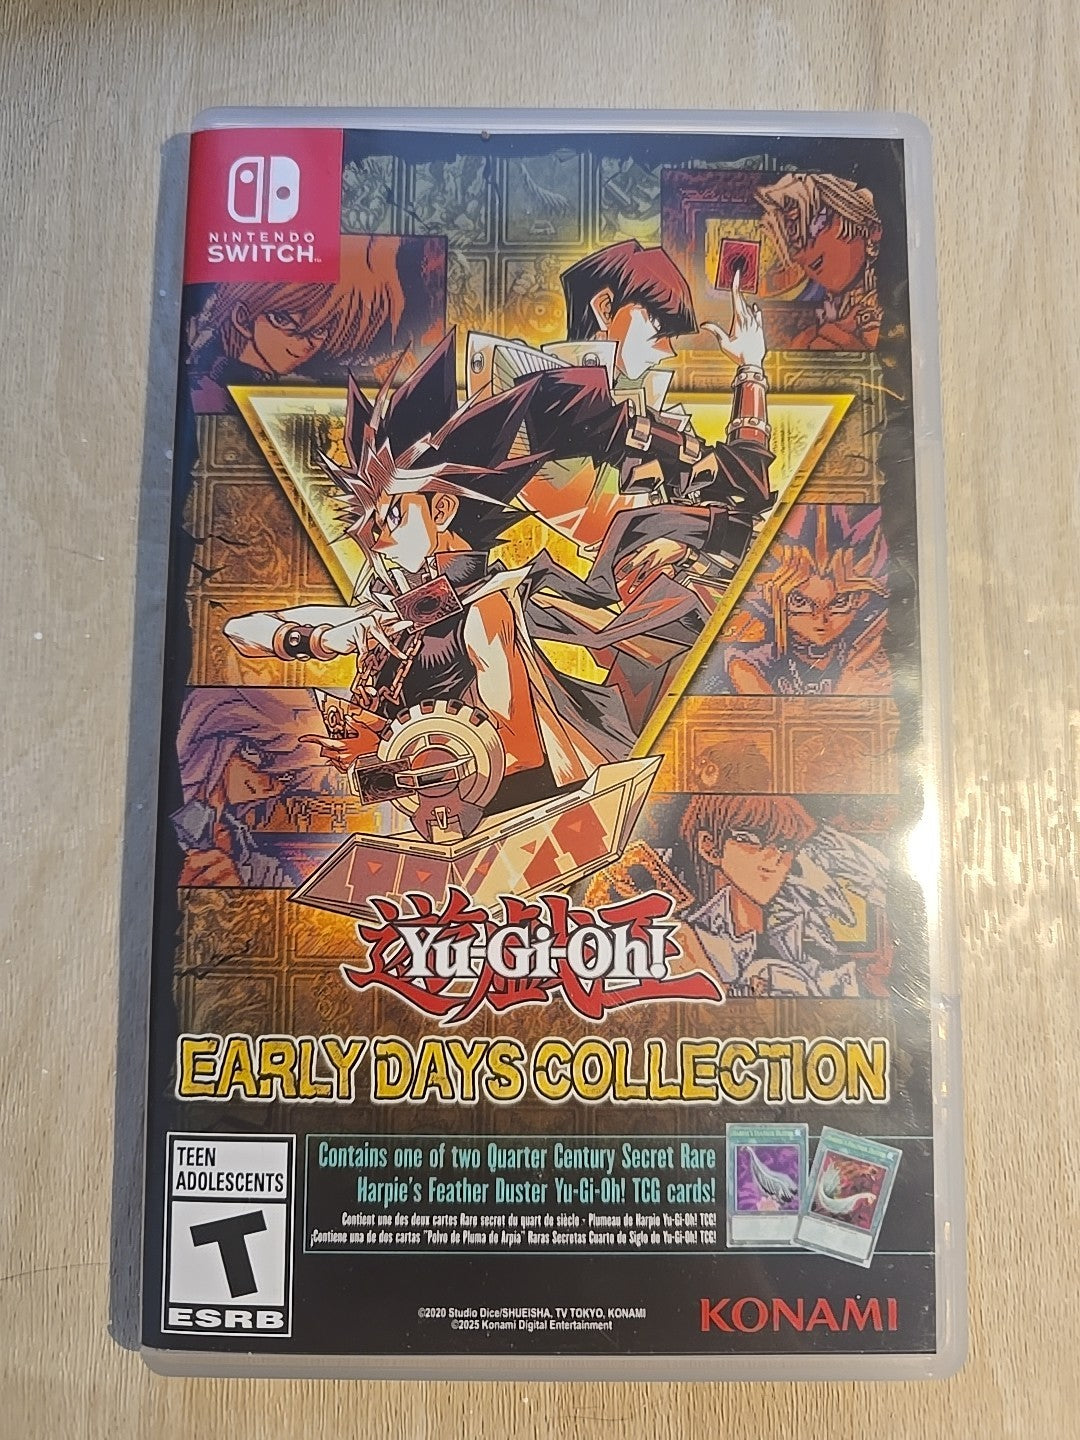 NINTENDO
SWITCH™
遊戯王
Yu-Gi-Oh!
EARLY DAYS COLLECTION
TEEN
ADOLESCENTS
T
ESRB
Contains one of two Quarter Century Secret Rare
Harpie's Feather Duster Yu-Gi-Oh! TCG cards!
Contient une des deux cartes Rare secret du quart de siècle - Plumeau de Harpie Yu-Gi-Oh! TCG!
¡Contiene una de dos cartas "Polvo de Pluma de Arpía" Raras Secretas Cuarto de Siglo de Yu-Gi-Oh! TCG!
©2020 Studio Dice/SHUEISHA, TV TOKYO, KONAMI
©2025 Konami Digital Entertainment
KONAMI